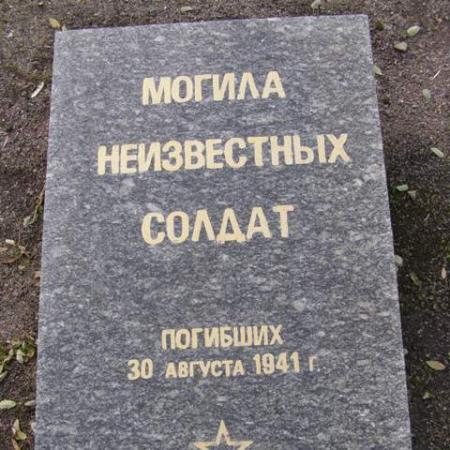 МОГИЛА
НЕИЗВЕСТНЫХ
СОЛДАТ
ПОГИБШИХ
30 АВГУСТА 1941 г.